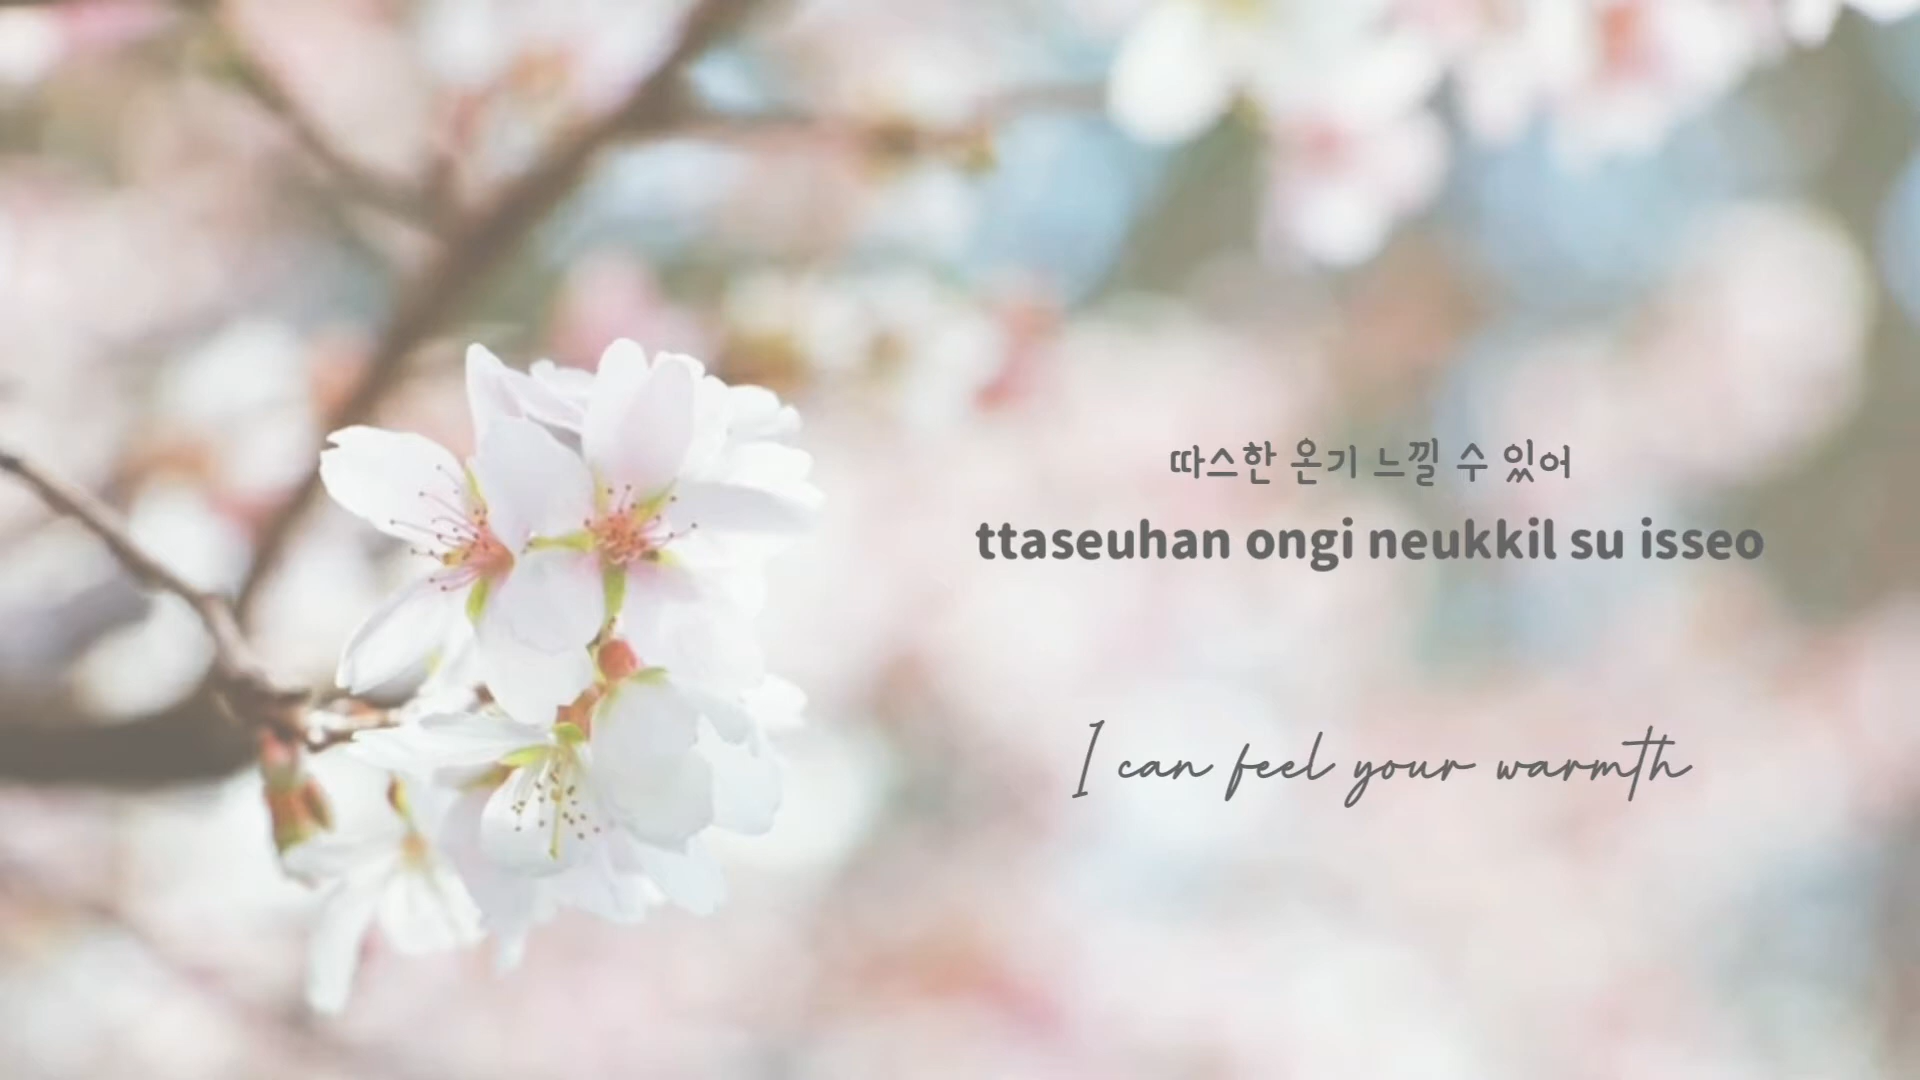 따스한 온기 느낄 수 있어
ttaseuhan ongi neukkil su isseo
I can feel your warmth